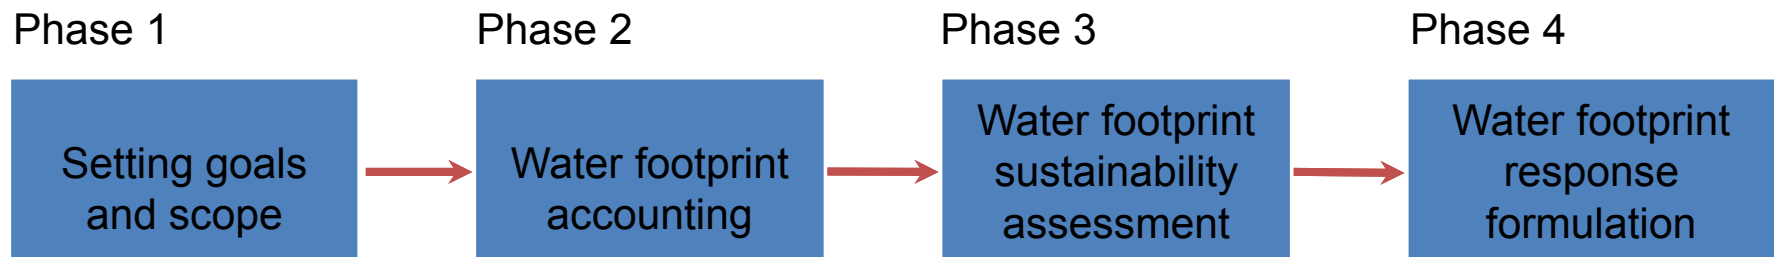 Phase 1
Setting goals
and scope
Phase 2
Water footprint
accounting
Phase 3
Water footprint
sustainability
assessment
Phase 4
Water footprint
response
formulation